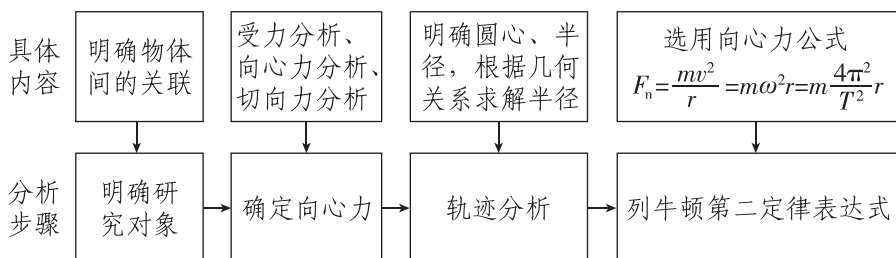 具体
内容
明确物体
间的关联
受力分析、
向心力分析、
切向力分析
明确圆心、半
径，根据几何
关系求解半径
选用向心力公式
Fₙ=mv²/r=mω²r=m4π²/T²r
分析
步骤
明确研
究对象
确定向心力
轨迹分析
列牛顿第二定律表达式